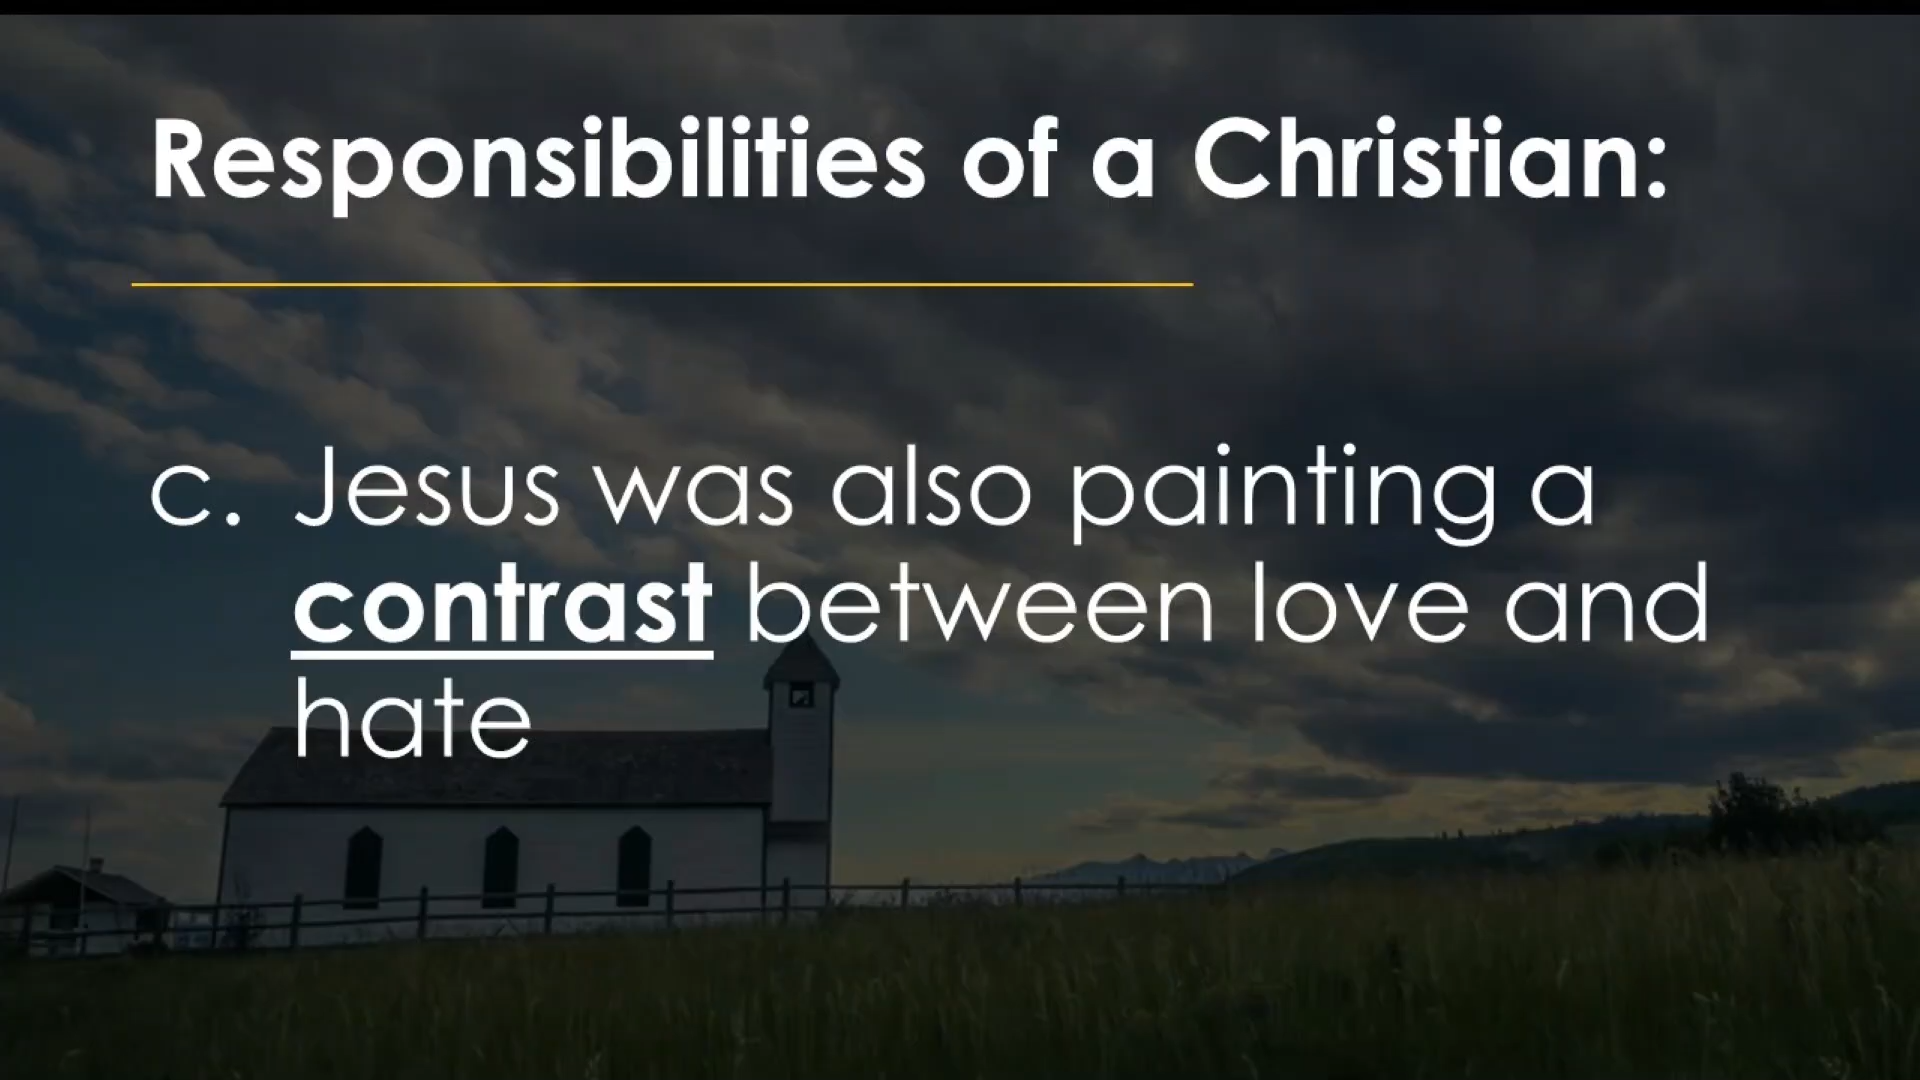 Responsibilities of a Christian:
c. Jesus was also painting a
contrast between love and
hate